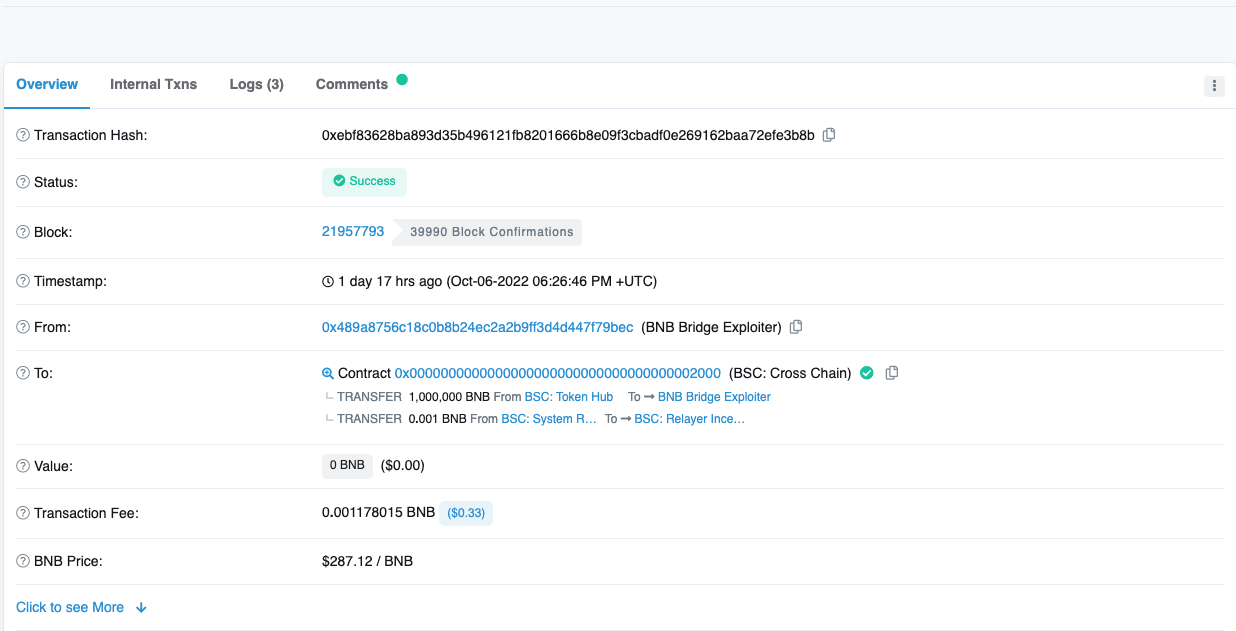 Overview Internal Txns Logs (3) Comments
Transaction Hash: 0xebf83628ba893d35b496121fb8201666b8e09f3cbadf0e269162baa72efe3b8b
Status: Success
Block: 21957793 39990 Block Confirmations
Timestamp: 1 day 17 hrs ago (Oct-06-2022 06:26:46 PM +UTC)
From: 0x489a8756c18c0b8b24ec2a2b9ff3d4d447f79bec (BNB Bridge Exploiter)
To: Contract 0x0000000000000000000000000000000000002000 (BSC: Cross Chain)
TRANSFER 1,000,000 BNB From BSC: Token Hub To → BNB Bridge Exploiter
TRANSFER 0.001 BNB From BSC: System R... To → BSC: Relayer Ince...
Value: 0 BNB ($0.00)
Transaction Fee: 0.001178015 BNB ($0.33)
BNB Price: $287.12 / BNB
Click to see More ↓